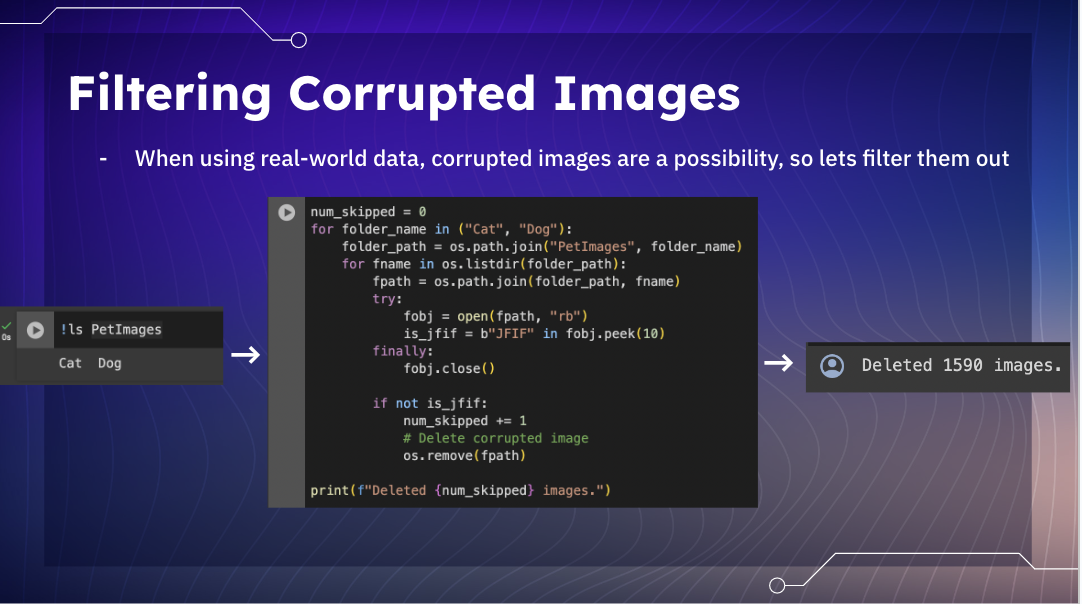 Filtering Corrupted Images
- When using real-world data, corrupted images are a possibility, so lets filter them out
0s
!ls PetImages
Cat  Dog
num_skipped = 0
for folder_name in ("Cat", "Dog"):
    folder_path = os.path.join("PetImages", folder_name)
    for fname in os.listdir(folder_path):
        fpath = os.path.join(folder_path, fname)
        try:
            fobj = open(fpath, "rb")
            is_jfif = b"JFIF" in fobj.peek(10)
        finally:
            fobj.close()

        if not is_jfif:
            num_skipped += 1
            # Delete corrupted image
            os.remove(fpath)

print(f"Deleted {num_skipped} images.")
Deleted 1590 images.